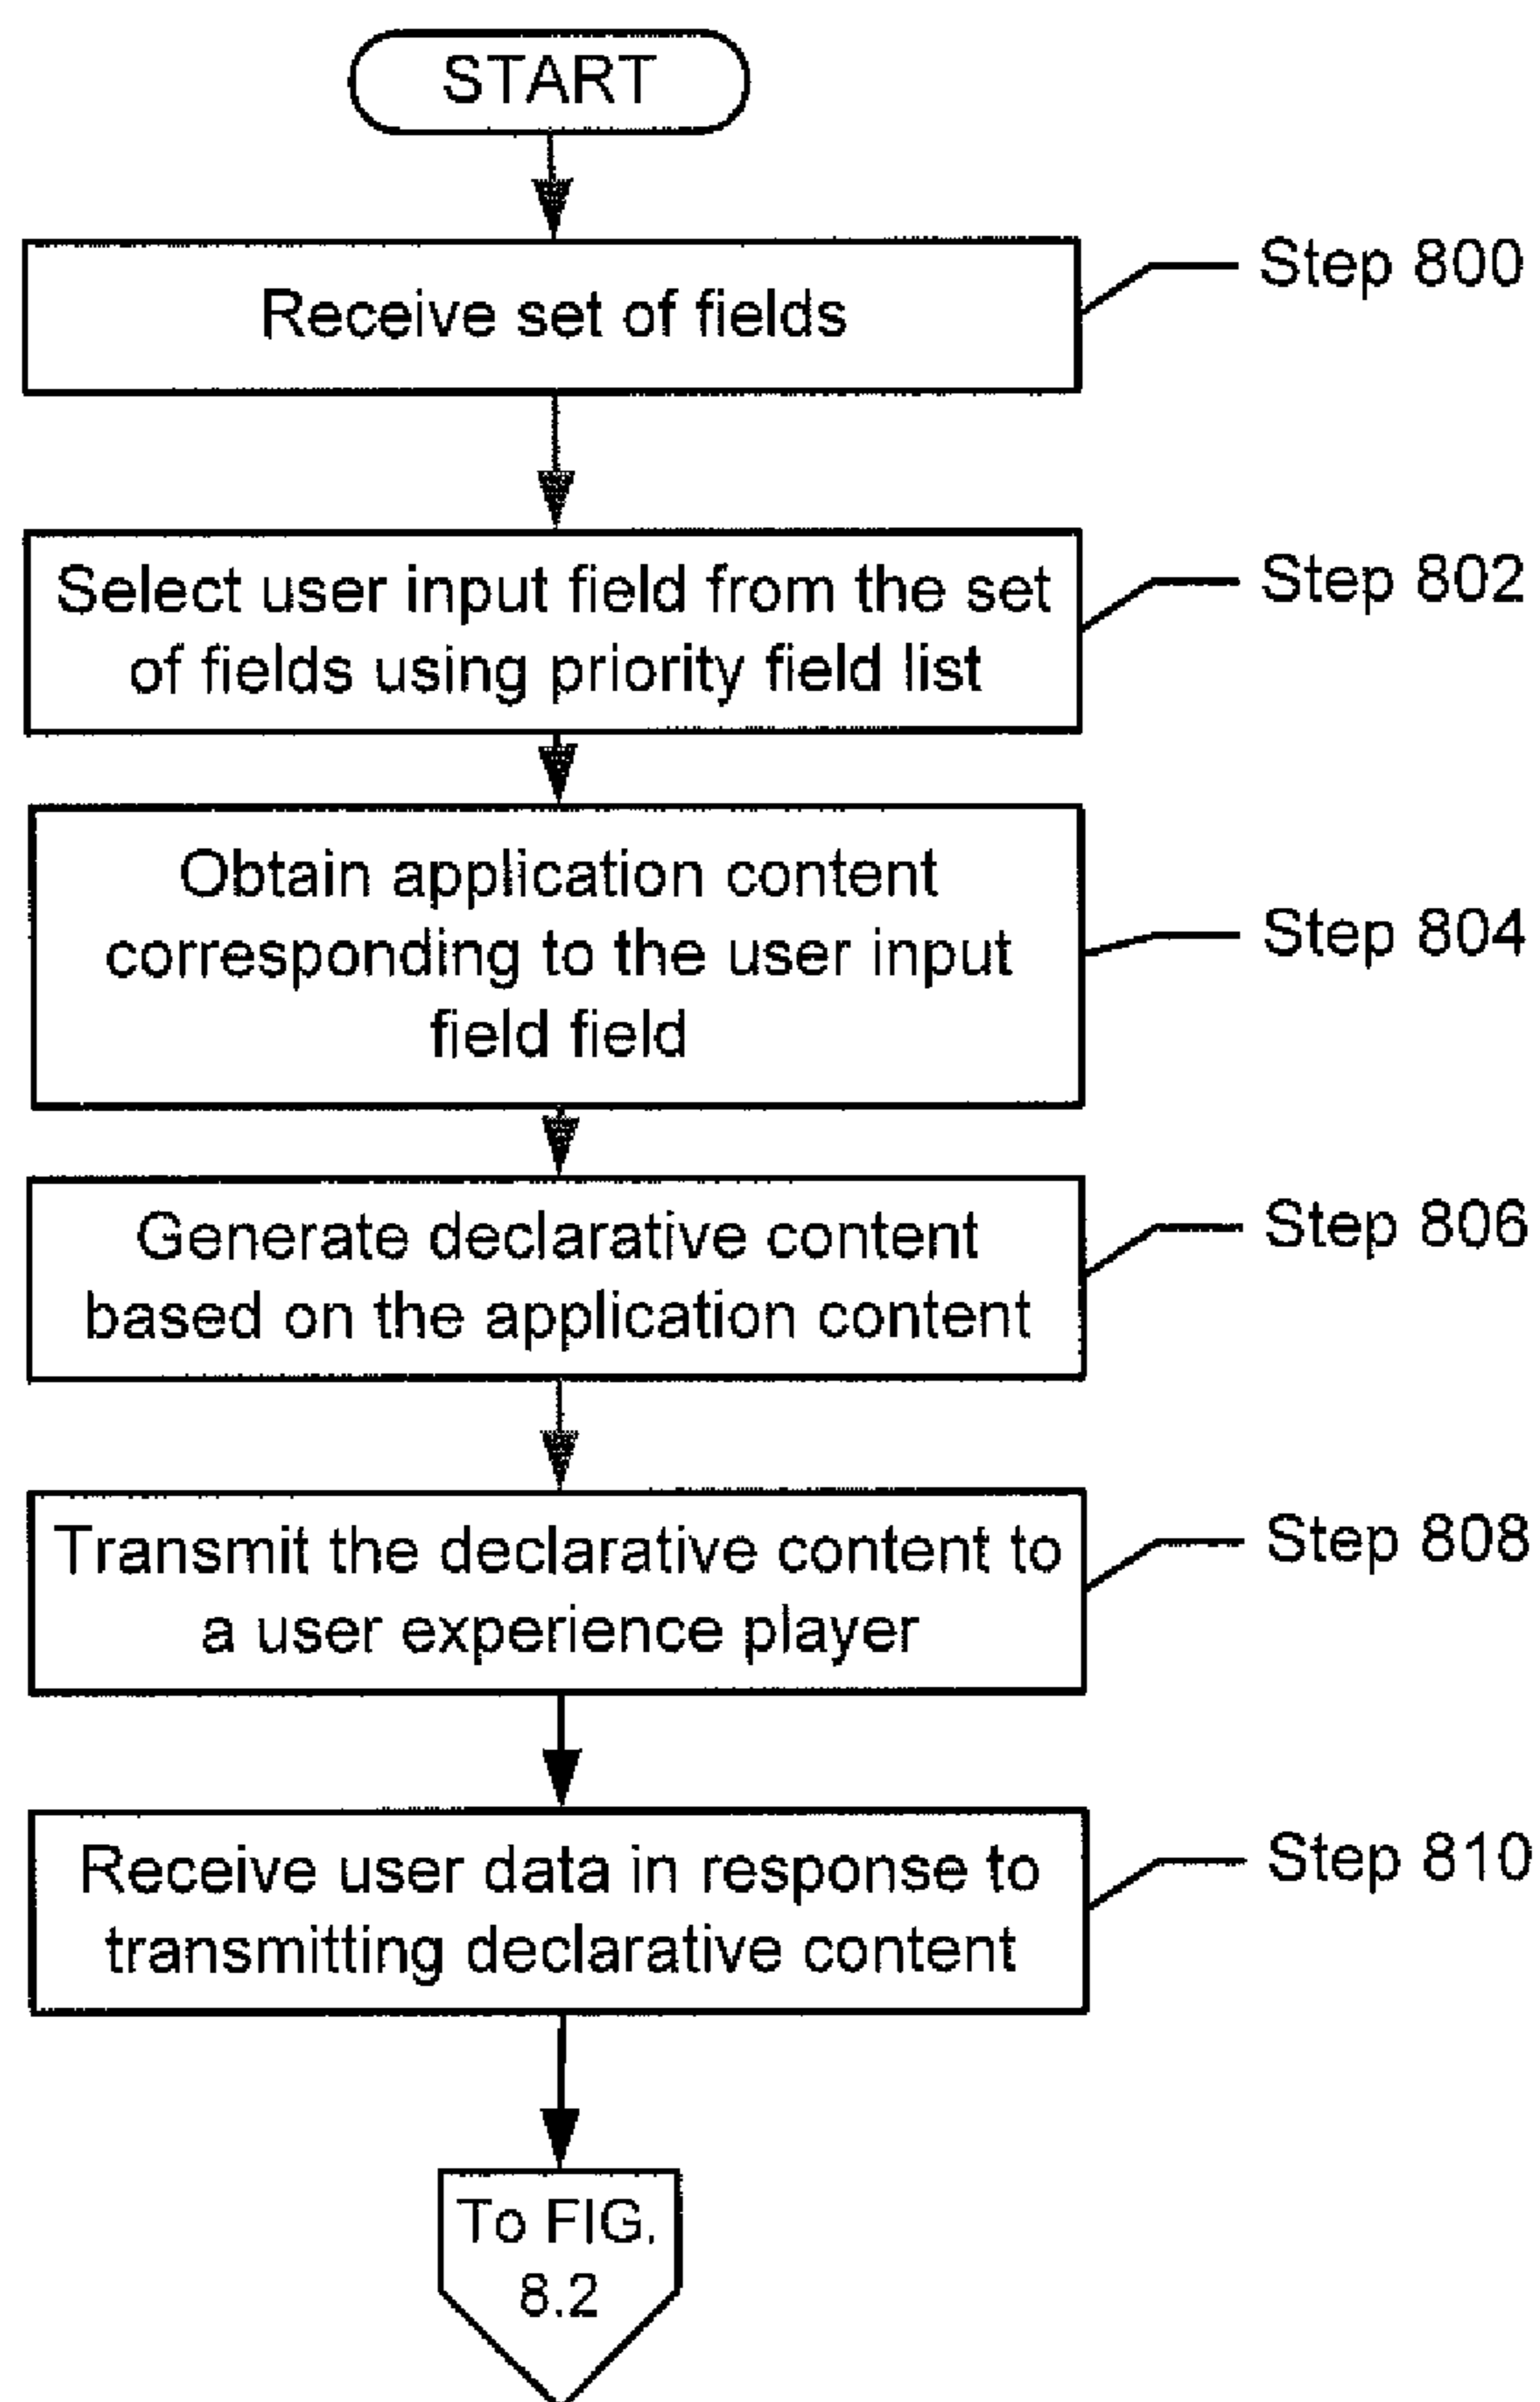 START
Receive set of fields
Step 800
Select user input field from the set
of fields using priority field list
Step 802
Obtain application content
corresponding to the user input
field field
Step 804
Generate declarative content
based on the application content
Step 806
Transmit the declarative content to
a user experience player
Step 808
Receive user data in response to
transmitting declarative content
Step 810
To FIG.
8.2